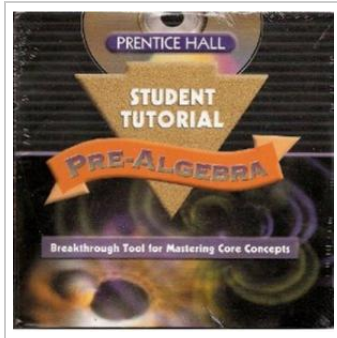 PRENTICE HALL
STUDENT
TUTORIAL
PRE-ALGEBRA
Breakthrough Tool for Mastering Core Concepts